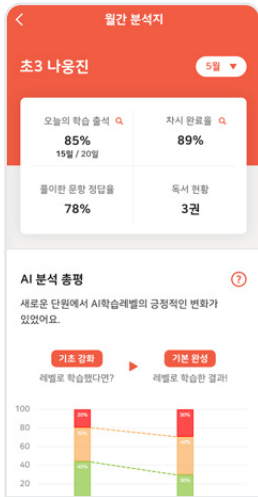 월간 분석지
초3 나웅진
5월
오늘의 학습 출석
차시 완료율
85%
89%
15일 / 20일
풀이한 문항 정답율
독서 현황
78%
3권
AI 분석 총평
?
새로운 단원에서 AI학습레벨의 긍정적인 변화가
있었어요.
기초 강화
기본 완성
레벨로 학습했다면?
레벨로 학습한 결과!
100
80
60
40
20